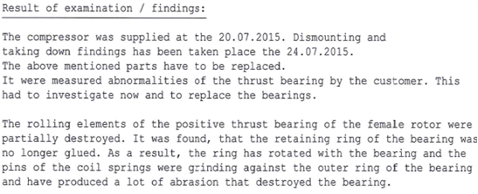 Result of examination / findings:
The compressor was supplied at the 20.07.2015. Dismounting and
taking down findings has been taken place the 24.07.2015.
The above mentioned parts have to be replaced.
It were measured abnormalities of the thrust bearing by the customer. This
had to investigate now and to replace the bearings.
The rolling elements of the positive thrust bearing of the female rotor were
partially destroyed. It was found, that the retaining ring of the bearing was
no longer glued. As a result, the ring has rotated with the bearing and the
pins of the coil springs were grinding against the outer ring of the bearing
and have produced a lot of abrasion that destroyed the bearing.